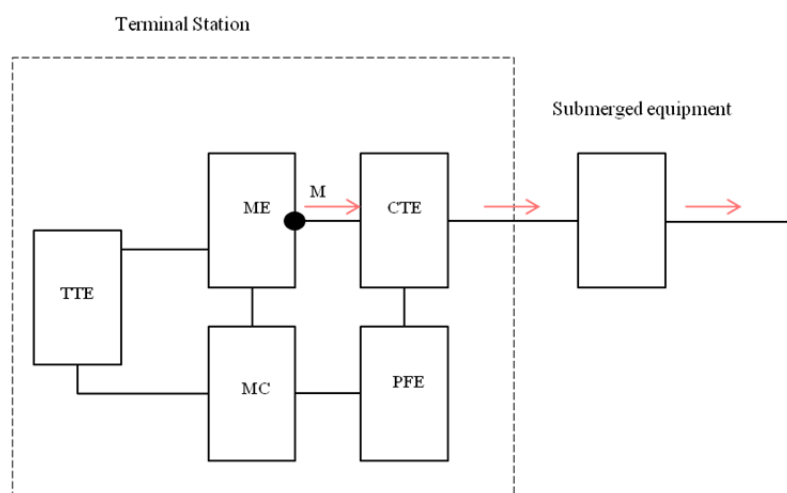 Terminal Station
Submerged equipment
M
ME
CTE
TTE
MC
PFE